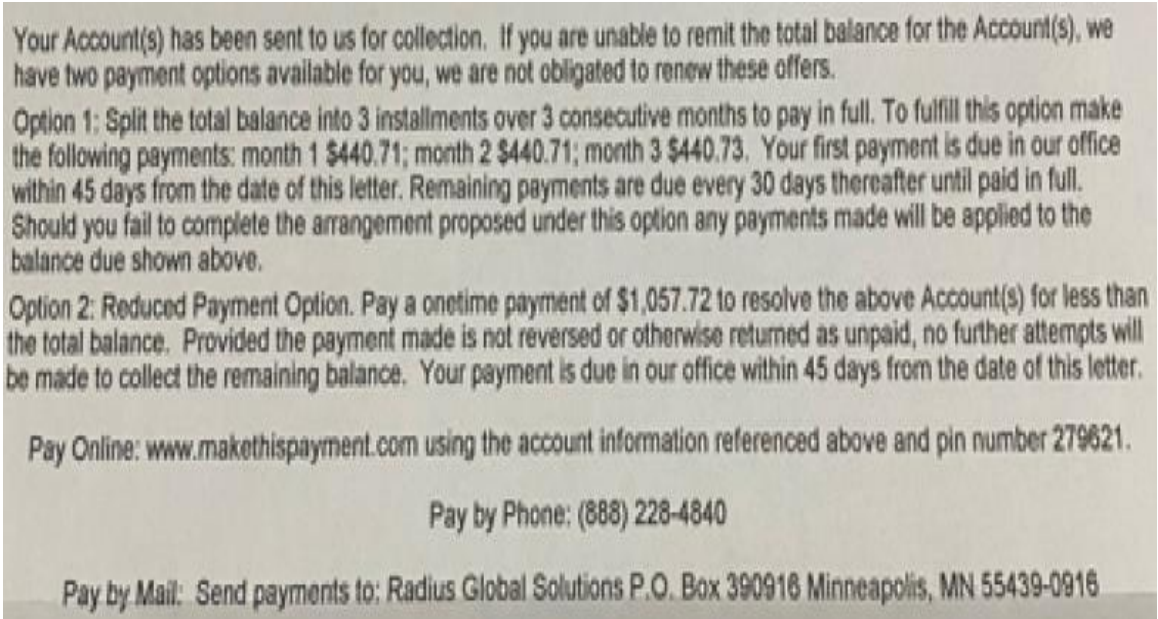 Your Account(s) has been sent to us for collection. If you are unable to remit the total balance for the Account(s), we
have two payment options available for you, we are not obligated to renew these offers.
Option 1: Split the total balance into 3 installments over 3 consecutive months to pay in full. To fulfill this option make
the following payments: month 1 $440.71; month 2 $440.71; month 3 $440.73. Your first payment is due in our office
within 45 days from the date of this letter. Remaining payments are due every 30 days thereafter until paid in full.
Should you fail to complete the arrangement proposed under this option any payments made will be applied to the
balance due shown above.
Option 2: Reduced Payment Option. Pay a onetime payment of $1,057.72 to resolve the above Account(s) for less than
the total balance. Provided the payment made is not reversed or otherwise returned as unpaid, no further attempts will
be made to collect the remaining balance. Your payment is due in our office within 45 days from the date of this letter.
Pay Online: www.makethispayment.com using the account information referenced above and pin number 279621.
Pay by Phone: (888) 228-4840
Pay by Mail: Send payments to: Radius Global Solutions P.O. Box 390916 Minneapolis, MN 55439-0916